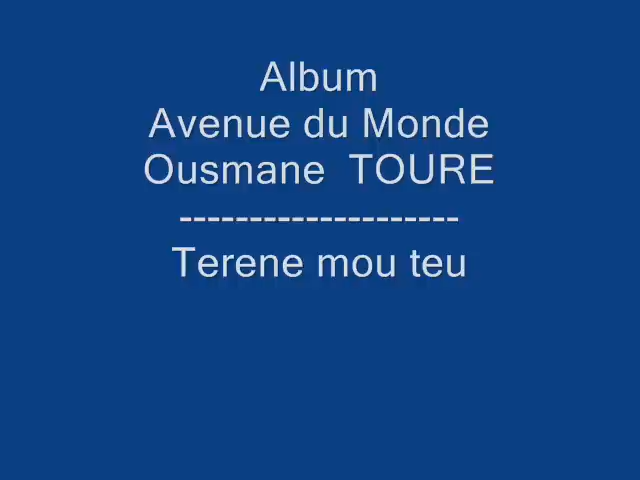 Album
Avenue du Monde
Ousmane  TOURE
--------------------
Terene mou teu